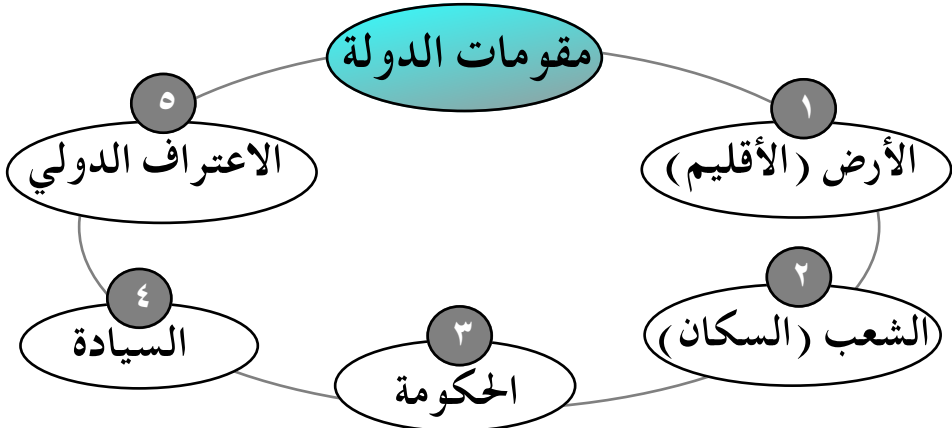 مقومات الدولة
١
الأرض (الأقليم)
٢
الشعب (السكان)
٣
الحكومة
٤
السيادة
٥
الاعتراف الدولي